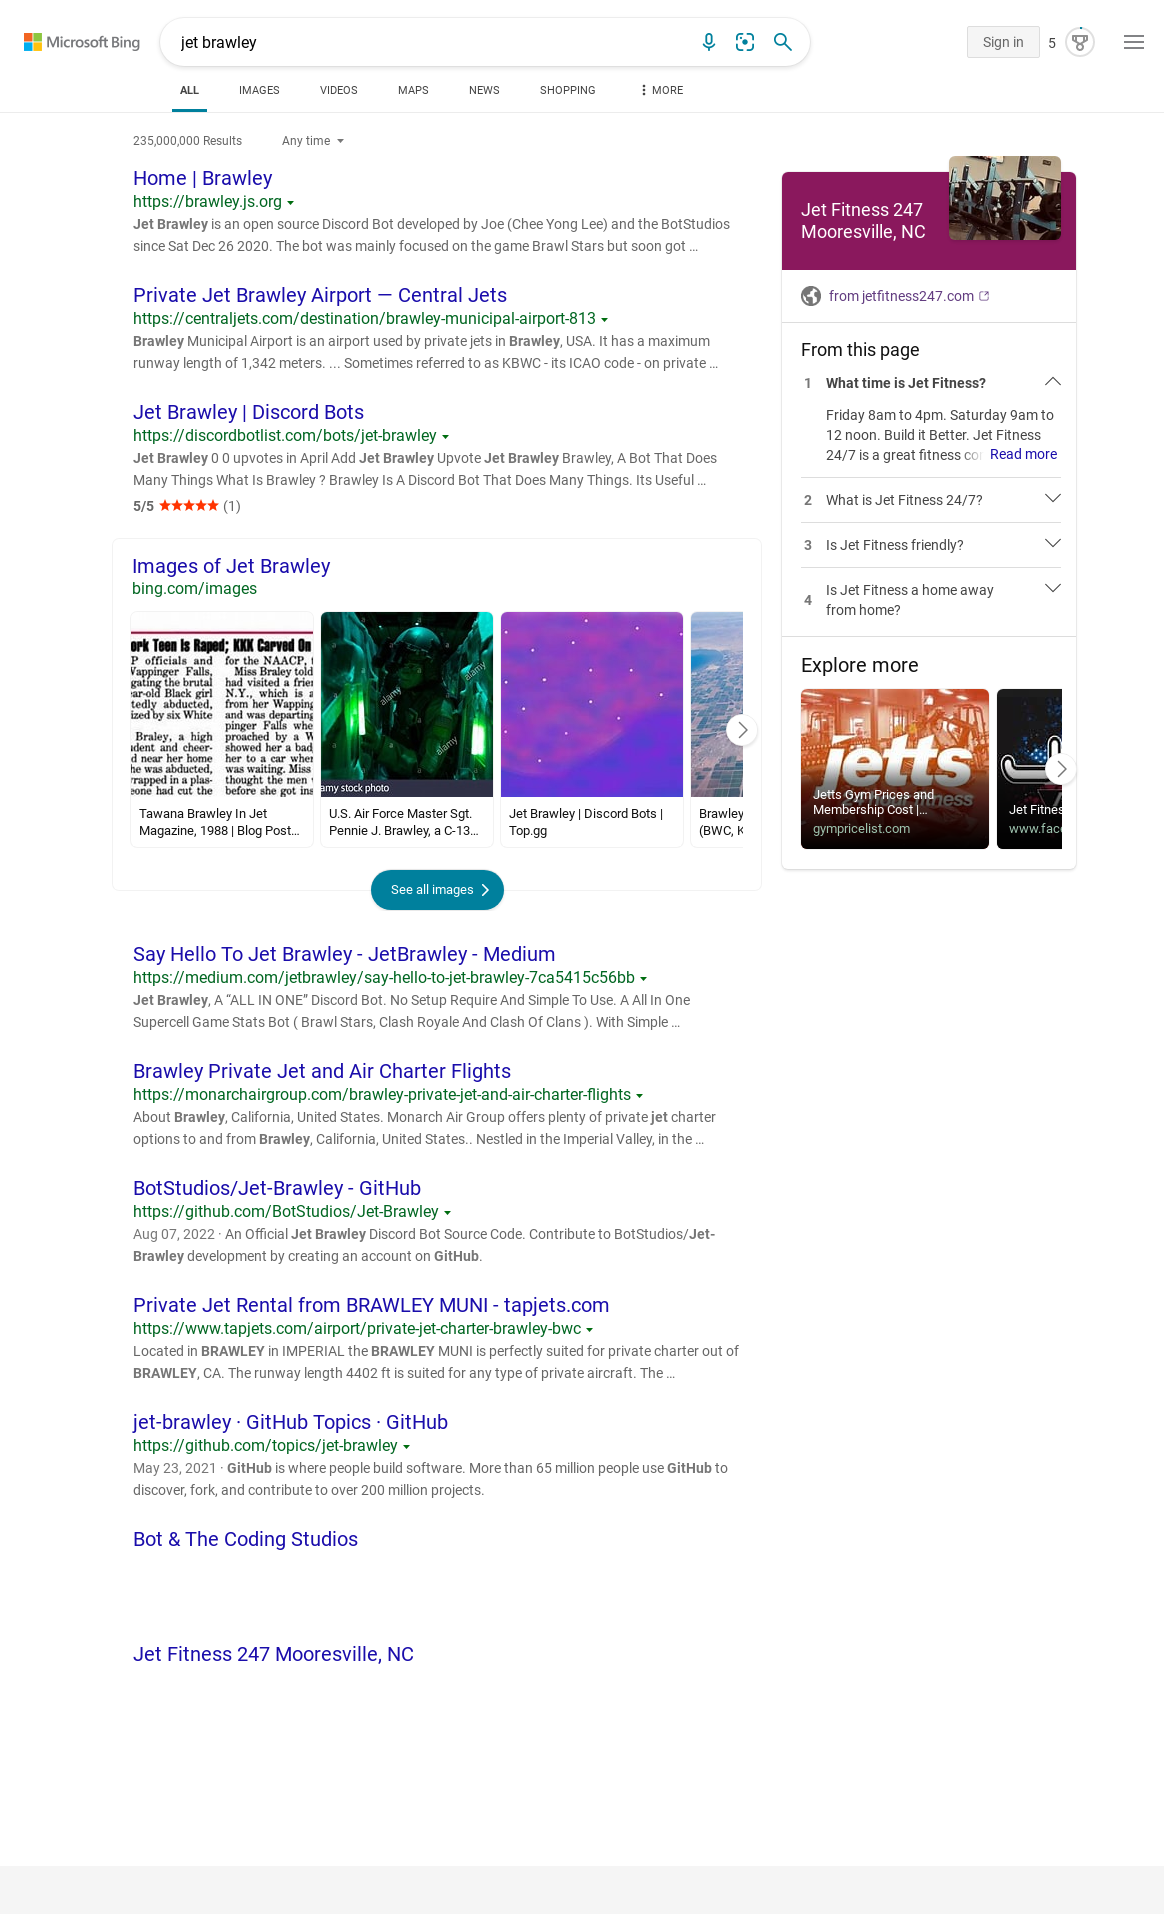 Microsoft Bing
jet brawley
Sign in
5
ALL
IMAGES
VIDEOS
MAPS
NEWS
SHOPPING
MORE
235,000,000 Results
Any time
Home | Brawley
https://brawley.js.org
Jet Brawley is an open source Discord Bot developed by Joe (Chee Yong Lee) and the BotStudios
since Sat Dec 26 2020. The bot was mainly focused on the game Brawl Stars but soon got …
Private Jet Brawley Airport — Central Jets
https://centraljets.com/destination/brawley-municipal-airport-813
Brawley Municipal Airport is an airport used by private jets in Brawley, USA. It has a maximum
runway length of 1,342 meters. ... Sometimes referred to as KBWC - its ICAO code - on private …
Jet Brawley | Discord Bots
https://discordbotlist.com/bots/jet-brawley
Jet Brawley 0 0 upvotes in April Add Jet Brawley Upvote Jet Brawley Brawley, A Bot That Does
Many Things What Is Brawley ? Brawley Is A Discord Bot That Does Many Things. Its Useful …
5/5 (1)
Images of Jet Brawley
bing.com/images
ork Teen Is Raped; KKK Carved On
P officials and
Wappinger Falls,
gating the brutal
ear-old Black girl
tedly abducted,
ized by six White
Braley, a high
dent and cheer-
d near her home
he was abducted,
wrapped in a plas-
eone had cut the
for the NAACP,
Miss Braley told
had visited a frie
N.Y., which is a
from her Wapping
and was departing
pinger Falls whe
proached by a W
showed her a bad
her to a car when
was waiting. Miss
thought the men
before she got ins
a
alamy
alamy
amy stock photo
Tawana Brawley In Jet
Magazine, 1988 | Blog Post…
U.S. Air Force Master Sgt.
Pennie J. Brawley, a C-13…
Jet Brawley | Discord Bots |
Top.gg
Brawley
(BWC, K
See all images
Say Hello To Jet Brawley - JetBrawley - Medium
https://medium.com/jetbrawley/say-hello-to-jet-brawley-7ca5415c56bb
Jet Brawley, A “ALL IN ONE” Discord Bot. No Setup Require And Simple To Use. A All In One
Supercell Game Stats Bot ( Brawl Stars, Clash Royale And Clash Of Clans ). With Simple …
Brawley Private Jet and Air Charter Flights
https://monarchairgroup.com/brawley-private-jet-and-air-charter-flights
About Brawley, California, United States. Monarch Air Group offers plenty of private jet charter
options to and from Brawley, California, United States.. Nestled in the Imperial Valley, in the …
BotStudios/Jet-Brawley - GitHub
https://github.com/BotStudios/Jet-Brawley
Aug 07, 2022 · An Official Jet Brawley Discord Bot Source Code. Contribute to BotStudios/Jet-
Brawley development by creating an account on GitHub.
Private Jet Rental from BRAWLEY MUNI - tapjets.com
https://www.tapjets.com/airport/private-jet-charter-brawley-bwc
Located in BRAWLEY in IMPERIAL the BRAWLEY MUNI is perfectly suited for private charter out of
BRAWLEY, CA. The runway length 4402 ft is suited for any type of private aircraft. The …
jet-brawley · GitHub Topics · GitHub
https://github.com/topics/jet-brawley
May 23, 2021 · GitHub is where people build software. More than 65 million people use GitHub to
discover, fork, and contribute to over 200 million projects.
Bot & The Coding Studios
Jet Fitness 247 Mooresville, NC
Jet Fitness 247
Mooresville, NC
from jetfitness247.com
From this page
1 What time is Jet Fitness?
Friday 8am to 4pm. Saturday 9am to
12 noon. Build it Better. Jet Fitness
24/7 is a great fitness co Read more
2 What is Jet Fitness 24/7?
3 Is Jet Fitness friendly?
4 Is Jet Fitness a home away
from home?
Explore more
jetts
24 hour fitness
Jetts Gym Prices and
Membership Cost |…
gympricelist.com
Jet Fitnes
www.face